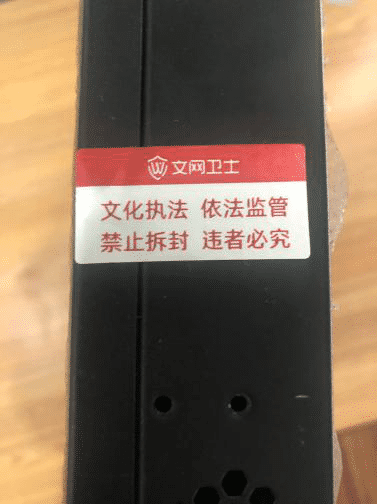 文网卫士
文化执法 依法监管
禁止拆封 违者必究